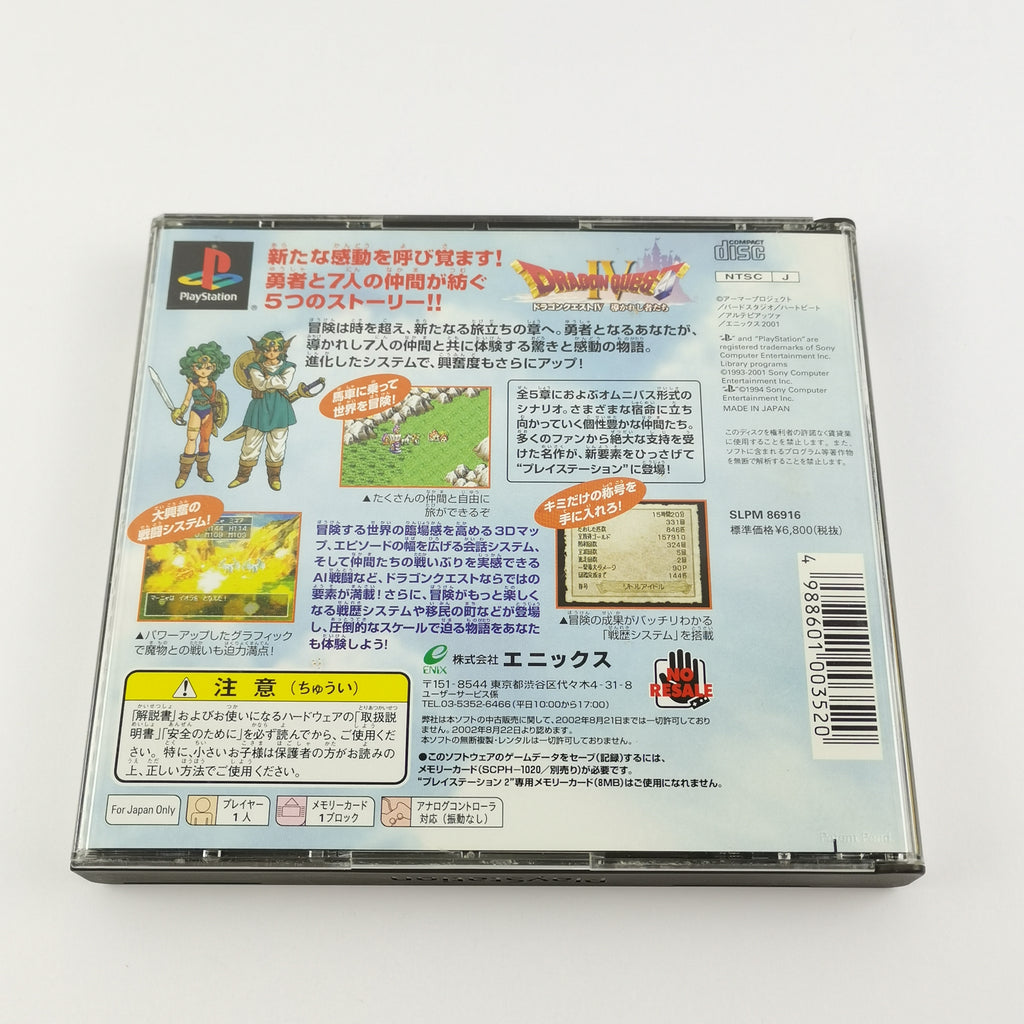 PlayStation
新たな感動を呼び覚ます!
勇者と7人の仲間が紡ぐ
5つのストーリー!!
DRAGON QUEST IV
ドラゴンクエストIV 導かれし者たち
COMPACT
disc
NTSC J
©アーマープロジェクト
/バードスタジオ/ハートビート
/アルテピアッツァ
/エニックス2001
冒険は時を超え、新たなる旅立ちの章へ。勇者となるあなたが、
導かれし7人の仲間と共に体験する驚きと感動の物語。
進化したシステムで、興奮度もさらにアップ!
" " and "PlayStation" are
registered trademarks of Sony
Computer Entertainment Inc.
Library programs
©1993-2001 Sony Computer
Entertainment Inc.
" "©1994 Sony Computer
Entertainment Inc.
MADE IN JAPAN
このディスクを権利者の許諾なく賃貸業
に使用することを禁止します。また、
ソフトに含まれるプログラム等著作物
を無断で解析することを禁止します。
馬車に乗って
世界を冒険!
▲たくさんの仲間と自由に
旅ができるぞ
全5章におよぶオムニバス形式の
シナリオ。さまざまな宿命に立ち
向かっていく個性豊かな仲間たち。
多くのファンから絶大な支持を受
けた名作が、新要素をひっさげて
"プレイステーション"に登場!
大興奮の
戦闘システム!
▲パワーアップしたグラフィック
で魔物との戦いも迫力満点!
冒険する世界の臨場感を高める3Dマッ
プ、エピソードの幅を広げる会話システム、
そして仲間たちの戦いぶりを実感できる
AI戦闘など、ドラゴンクエストならではの
要素が満載!さらに、冒険がもっと楽しく
なる戦歴システムや移民の町などが登場
し、圧倒的なスケールで迫る物語をあなた
も体験しよう!
キミだけの称号を
手に入れろ!
15時間20分
331回
846匹
157910
324回
5回
2回
90P
144匹
リトルアイドル
▲冒険の成果がバッチリわかる
「戦歴システム」を搭載
SLPM 86916
標準価格¥6,800(税抜)
4 988601 003520
ENIX
株式会社 エニックス
〒151-8544 東京都渋谷区代々木4-31-8
ユーザーサービス係
TEL.03-5352-6466(平日10:00から17:00)
NO
RESALE
弊社は本ソフトの中古販売に関して、2002年8月21日までは一切許可しており
ません。2002年8月22日より認めます。
本ソフトの無断複製・レンタルは一切許可しておりません。
●このソフトウェアのゲームデータをセーブ(記録)するには、
メモリーカード(SCPH-1020/別売り)が必要です。
"プレイステーション 2"専用メモリーカード(8MB)はご使用になれません。
注意(ちゅうい)
「解説書」およびお使いになるハードウェアの「取扱説
明書」「安全のために」を必ず読んでから、ご使用くだ
さい。特に、小さいお子様は保護者の方がお読みの
上、正しい方法でご使用ください。
For Japan Only
プレイヤー
1人
メモリーカード
1ブロック
アナログコントローラ
対応(振動なし)
Patent Pend.
PlayStation